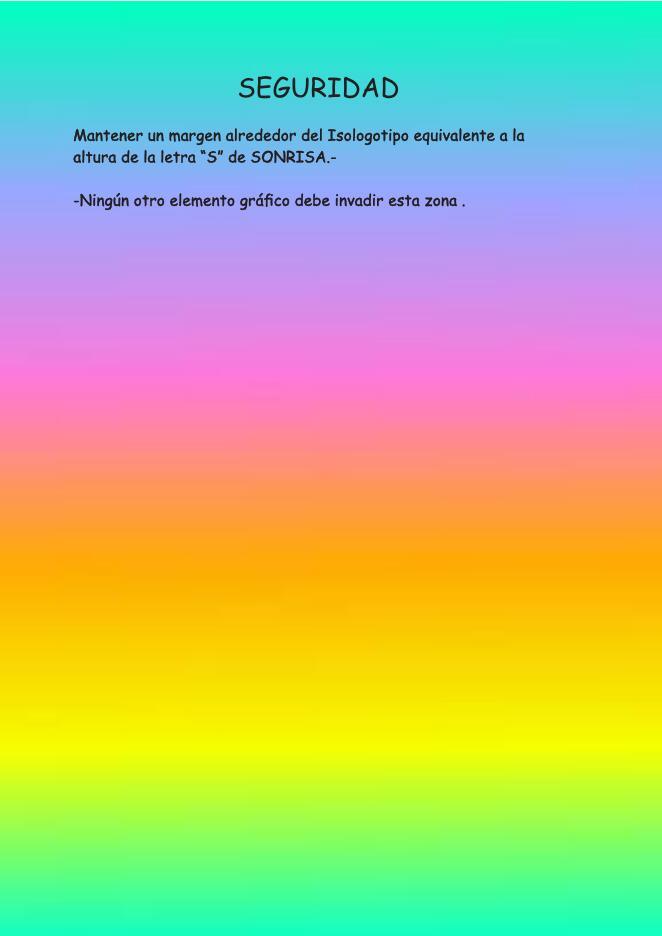 SEGURIDAD
Mantener un margen alrededor del Isologotipo equivalente a la
altura de la letra “S” de SONRISA.-
-Ningún otro elemento gráfico debe invadir esta zona .